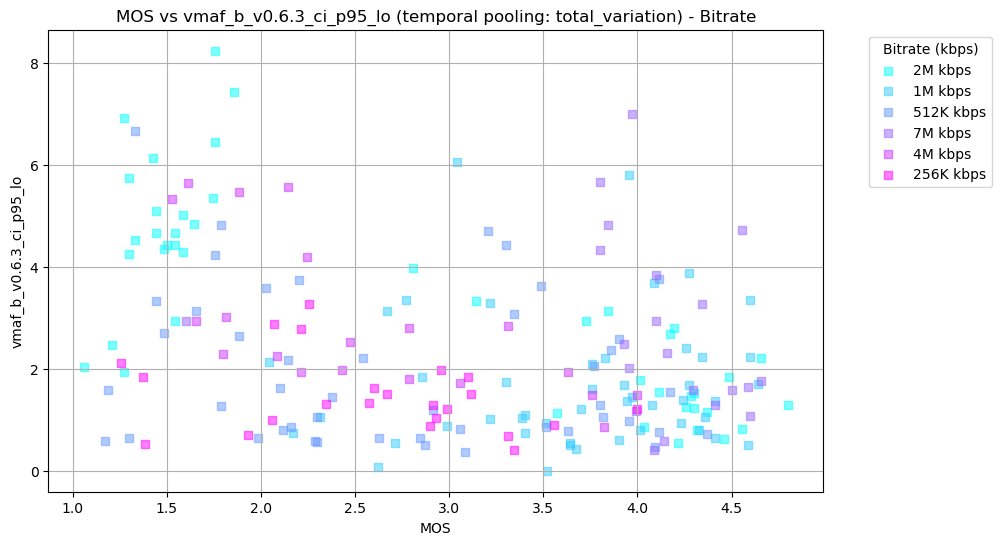 MOS vs vmaf_b_v0.6.3_ci_p95_lo (temporal pooling: total_variation) - Bitrate
Bitrate (kbps)
2M kbps
1M kbps
512K kbps
7M kbps
4M kbps
256K kbps
vmaf_b_v0.6.3_ci_p95_lo
8
6
4
2
0
1.0 1.5 2.0 2.5 3.0 3.5 4.0 4.5
MOS